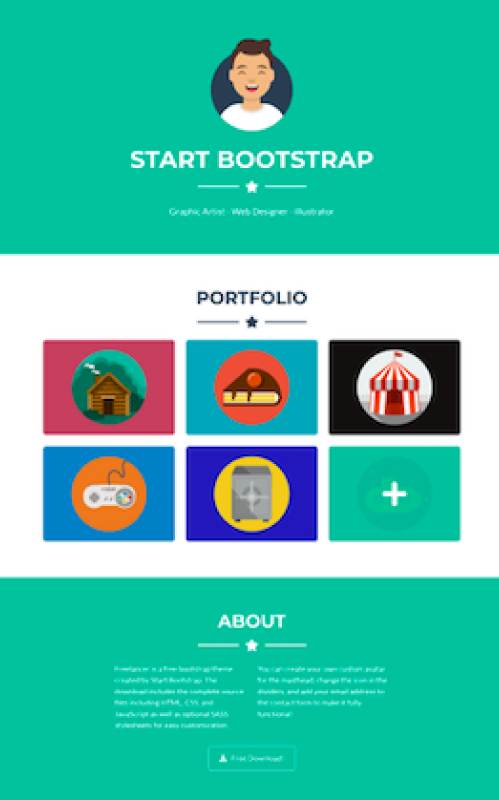 START BOOTSTRAP
Graphic Artist - Web Designer - Illustrator
PORTFOLIO
ABOUT
Freelancer is a free bootstrap theme
created by Start Bootstrap. The
download includes the complete source
files including HTML, CSS, and
JavaScript as well as optional SASS
stylesheets for easy customization.
You can create your own custom avatar
for the masthead, change the icon in the
dividers, and add your email address to
the contact form to make it fully
functional!
Free Download!